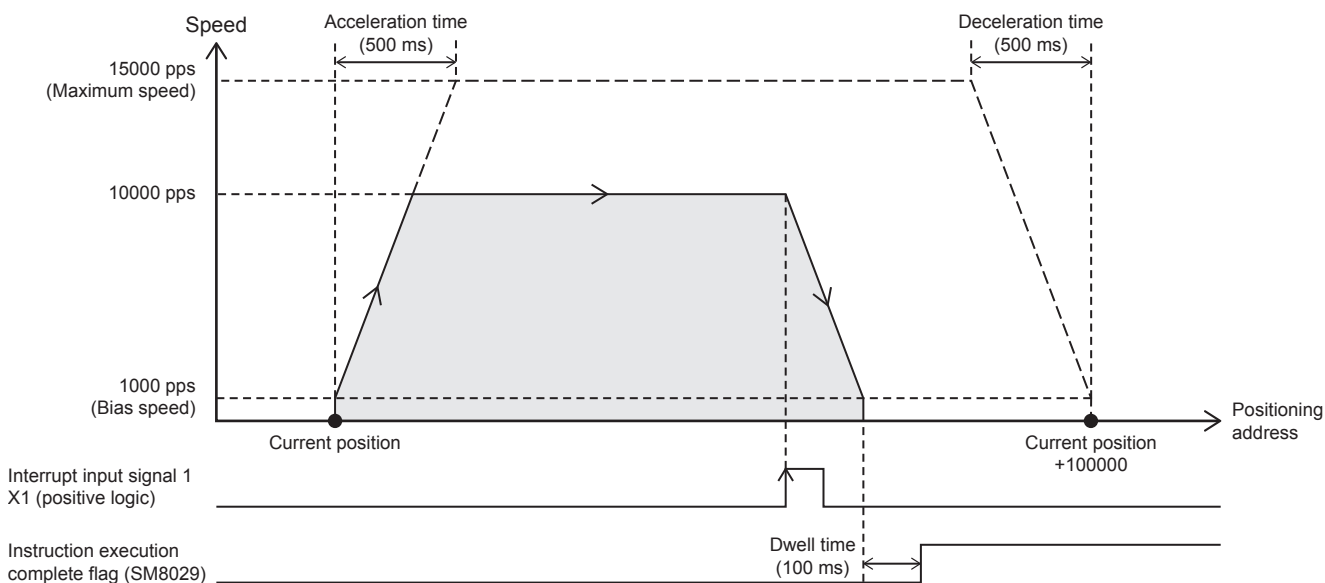 Speed
Acceleration time
(500 ms)
Deceleration time
(500 ms)
15000 pps
(Maximum speed)
10000 pps
1000 pps
(Bias speed)
Positioning
address
Current position
Current position
+100000
Interrupt input signal 1
X1 (positive logic)
Instruction execution
complete flag (SM8029)
Dwell time
(100 ms)